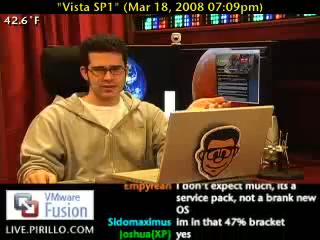 "Vista SP1" (Mar 18, 2008 07:09pm)
42.6°F
VMware
Fusion
LIVE.PIRILLO.COM
Empyrean I don't expect much, its a
service pack, not a brank new
OS
Sidomaximus im in that 47% bracket
Joshua(XP) yes